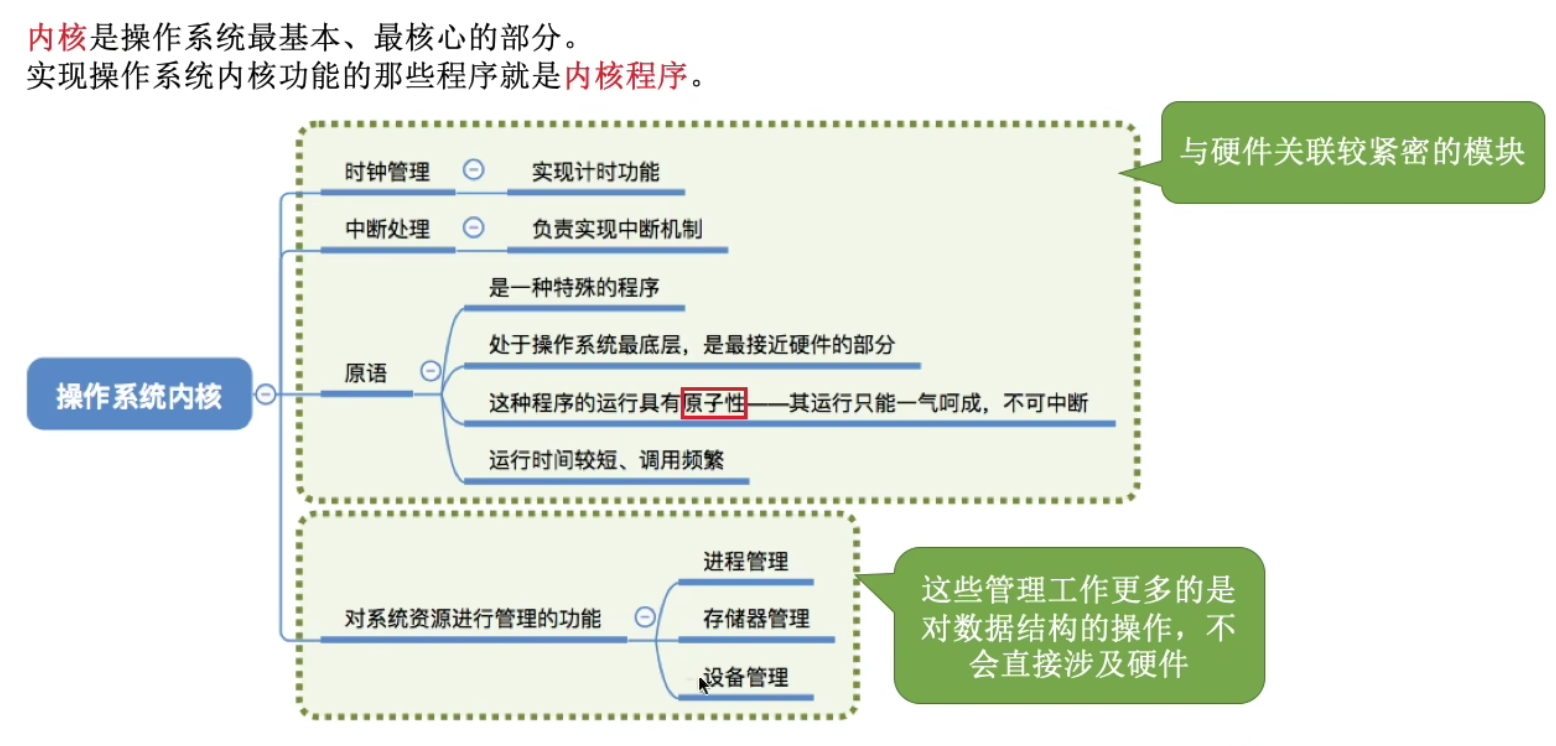 内核是操作系统最基本、最核心的部分。
实现操作系统内核功能的那些程序就是内核程序。
与硬件关联较紧密的模块
时钟管理
实现计时功能
中断处理
负责实现中断机制
操作系统内核
原语
是一种特殊的程序
处于操作系统最底层，是最接近硬件的部分
这种程序的运行具有原子性——其运行只能一气呵成，不可中断
运行时间较短、调用频繁
对系统资源进行管理的功能
进程管理
存储器管理
设备管理
这些管理工作更多的是
对数据结构的操作，不
会直接涉及硬件